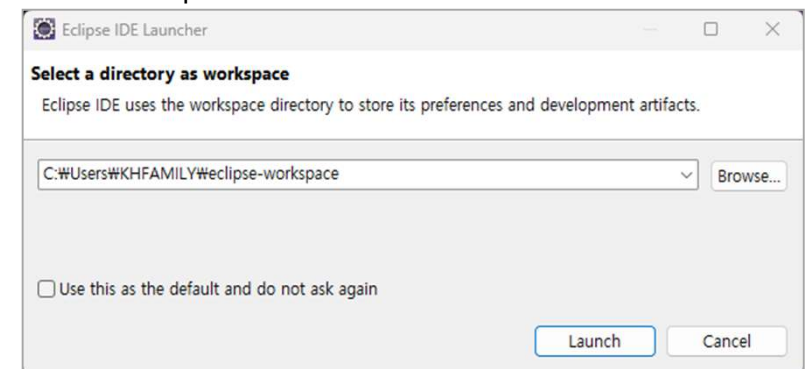 Eclipse IDE Launcher
Select a directory as workspace
Eclipse IDE uses the workspace directory to store its preferences and development artifacts.
C:₩Users₩KHFAMILY₩eclipse-workspace
Browse...
Use this as the default and do not ask again
Launch Cancel